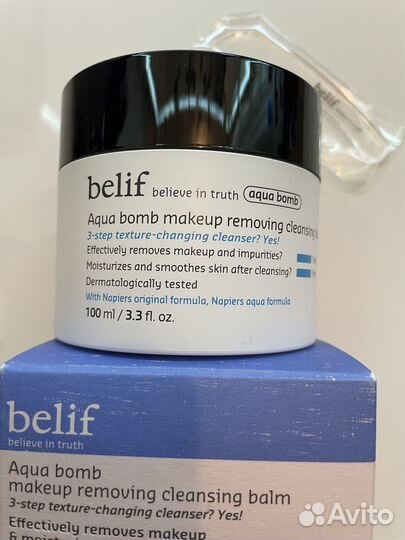 belif
belif believe in truth aqua bomb
Aqua bomb makeup removing cleansing
3-step texture-changing cleanser? Yes!
Effectively removes makeup and impurities?
Moisturizes and smoothes skin after cleansing?
Dermatologically tested
With Napiers original formula, Napiers aqua formula
100 ml / 3.3 fl. oz.
belif
believe in truth
Aqua bomb
makeup removing cleansing balm
3-step texture-changing cleanser? Yes!
Effectively removes makeup
Avito